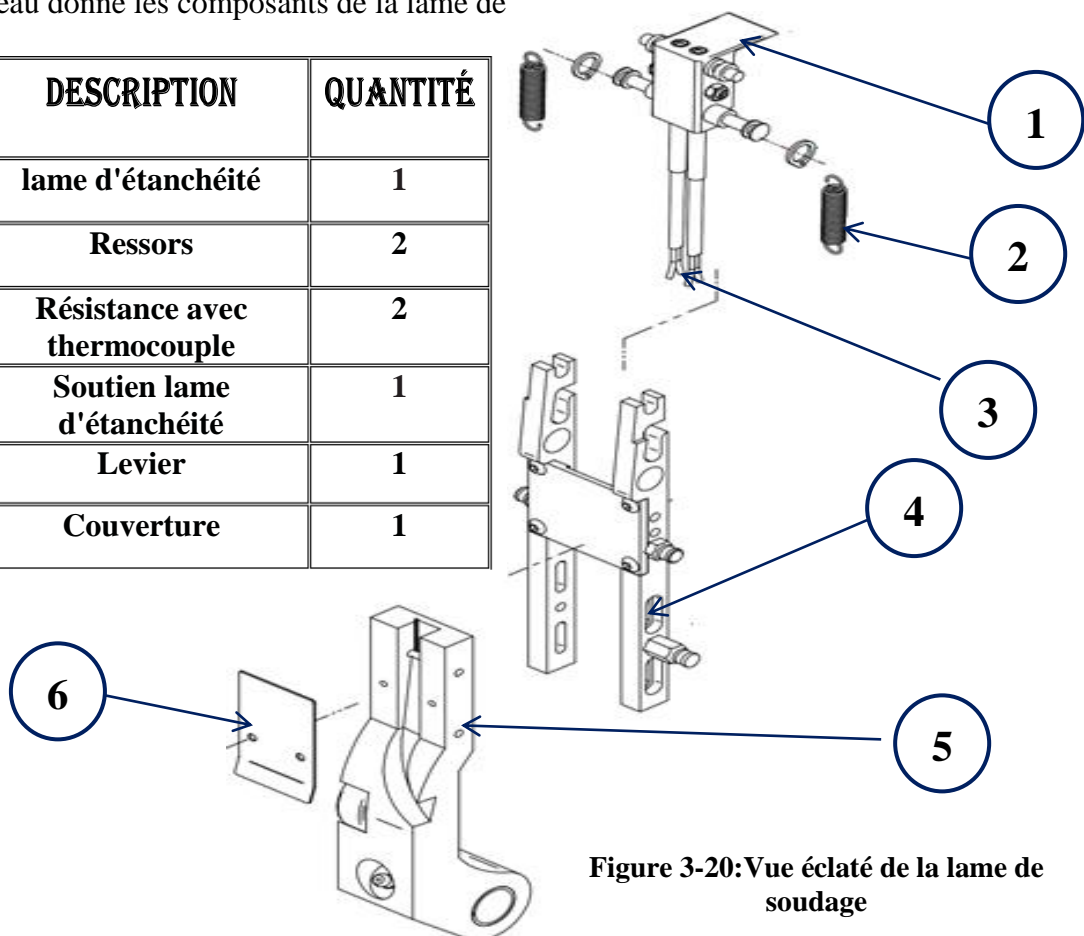 eau donne les composants de la lame de
DESCRIPTION QUANTITÉ
lame d'étanchéité 1
Ressors 2
Résistance avec 2
thermocouple
Soutien lame 1
d'étanchéité
Levier 1
Couverture 1
1
2
3
4
5
6
Figure 3-20:Vue éclaté de la lame de
soudage